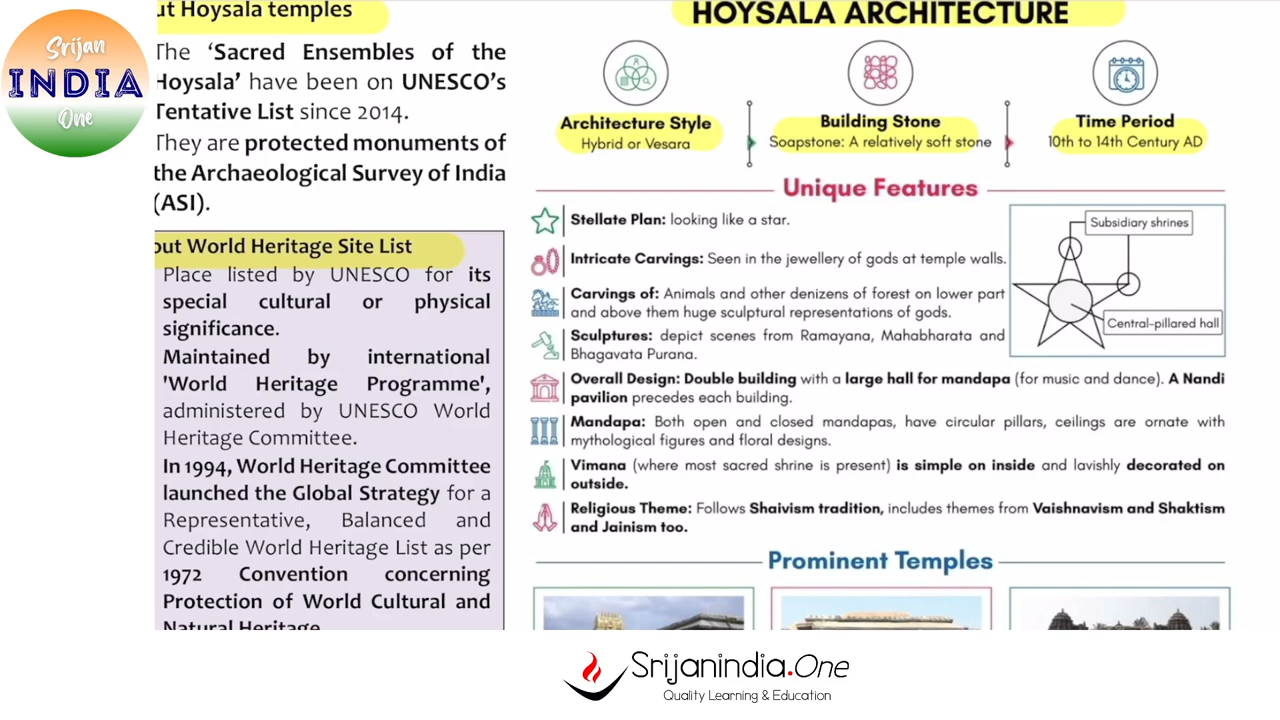 Srijan
INDIA
One
ut Hoysala temples
The ‘Sacred Ensembles of the
Hoysala’ have been on UNESCO’s
Tentative List since 2014.
They are protected monuments of
the Archaeological Survey of India
(ASI).
out World Heritage Site List
Place listed by UNESCO for its
special cultural or physical
significance.
Maintained by international
'World Heritage Programme',
administered by UNESCO World
Heritage Committee.
In 1994, World Heritage Committee
launched the Global Strategy for a
Representative, Balanced and
Credible World Heritage List as per
1972 Convention concerning
Protection of World Cultural and
Natural Heritage
HOYSALA ARCHITECTURE
Architecture Style
Hybrid or Vesara
Building Stone
Soapstone: A relatively soft stone
Time Period
10th to 14th Century AD
Unique Features
Stellate Plan: looking like a star.
Intricate Carvings: Seen in the jewellery of gods at temple walls.
Carvings of: Animals and other denizens of forest on lower part
and above them huge sculptural representations of gods.
Sculptures: depict scenes from Ramayana, Mahabharata and
Bhagavata Purana.
Subsidiary shrines
Central-pillared hall
Overall Design: Double building with a large hall for mandapa (for music and dance). A Nandi
pavilion precedes each building.
Mandapa: Both open and closed mandapas, have circular pillars, ceilings are ornate with
mythological figures and floral designs.
Vimana (where most sacred shrine is present) is simple on inside and lavishly decorated on
outside.
Religious Theme: Follows Shaivism tradition, includes themes from Vaishnavism and Shaktism
and Jainism too.
Prominent Temples
Srijanindia.One
Quality Learning & Education